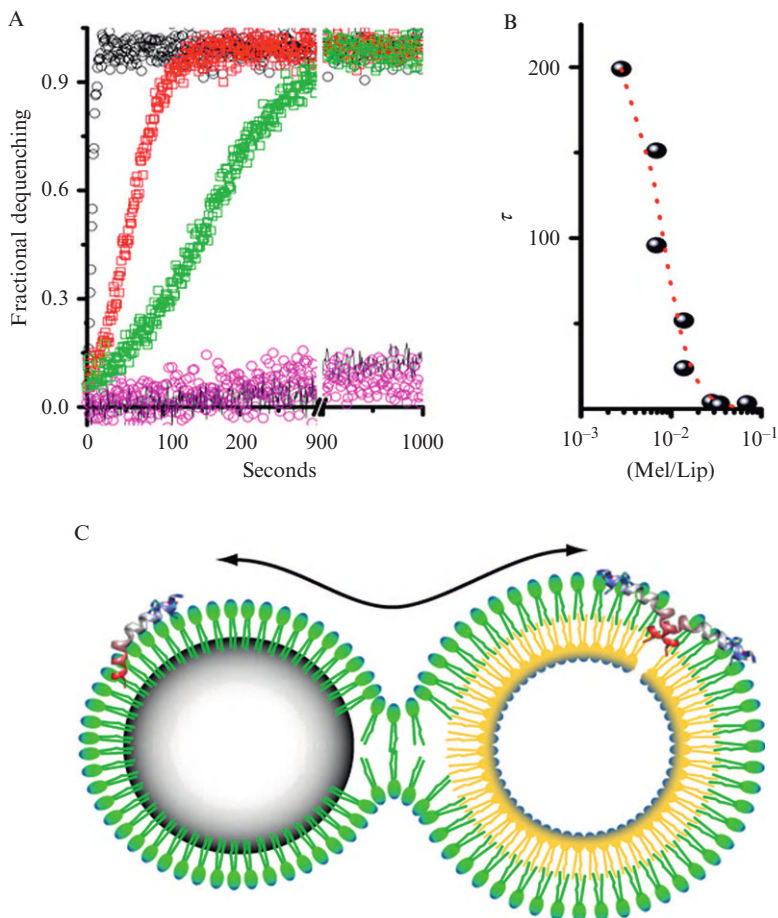 A
Fractional dequenching
0.9
0.6
0.3
0.0
0 100 200 900 1000
Seconds
B
τ
200
100
10⁻³ 10⁻² 10⁻¹
(Mel/Lip)
C